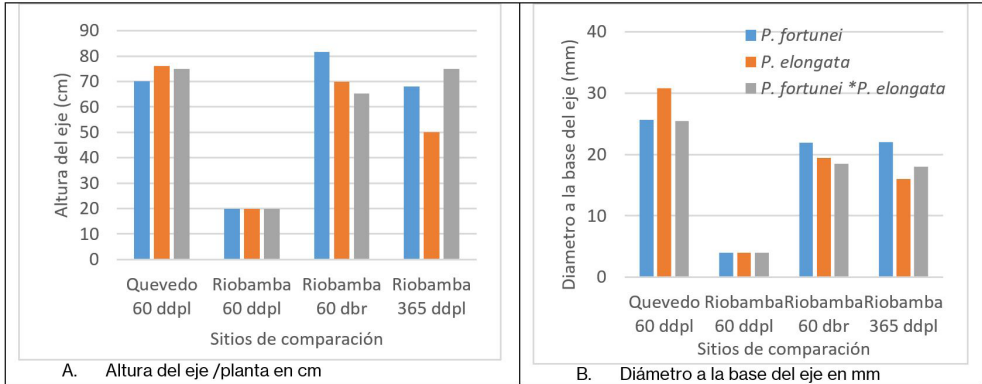 90
80
70
60
50
40
30
20
10
0
Altura del eje (cm)
Quevedo Riobamba Riobamba Riobamba
60 ddpl 60 ddpl 60 dbr 365 ddpl
Sitios de comparación
A. Altura del eje /planta en cm
40
30
20
10
0
Diametro a la base del eje (mm)
P. fortunei
P. elongata
P. fortunei *P. elongata
Quevedo Riobamba Riobamba Riobamba
60 ddpl 60 ddpl 60 dbr 365 ddpl
Sitios de comparación
B. Diámetro a la base del eje en mm